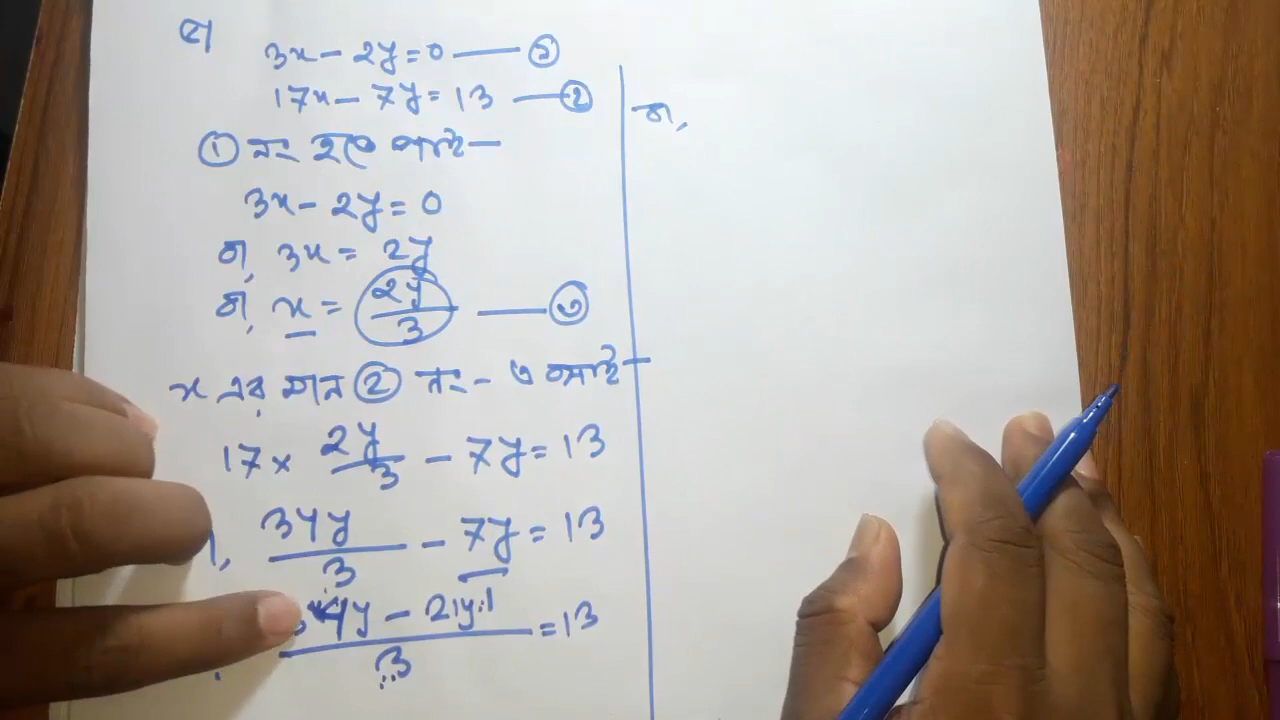 3x - 2y = 0 —— ①
17x - 7y = 13 —— ②
① নং হতে পাই—
3x - 2y = 0
বা, 3x = 2y
বা, x = 2y/3 —— ৩
x এর মান ② নং - এ বসাই—
17 × 2y/3 - 7y = 13
34y/3 - 7y = 13
34y - 21y/3 = 13
বা,